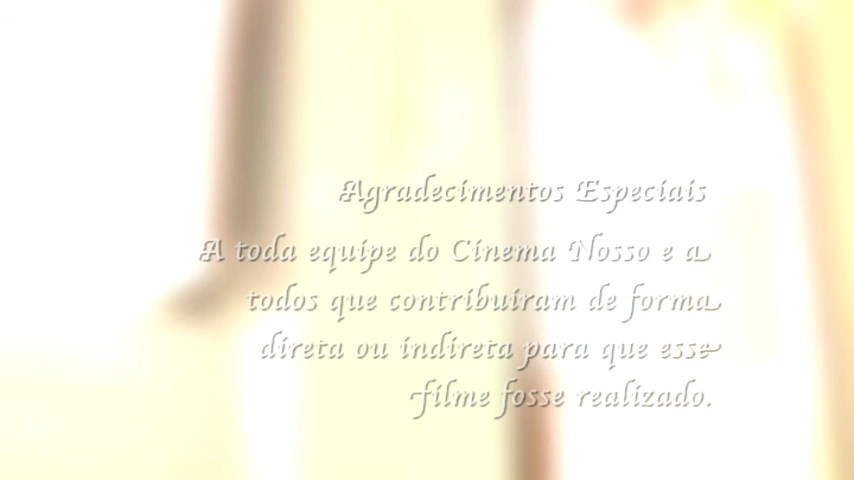 Agradecimentos Especiais
A toda equipe do Cinema Nosso e a
todos que contribuiram de forma
direta ou indireta para que esse
filme fosse realizado.